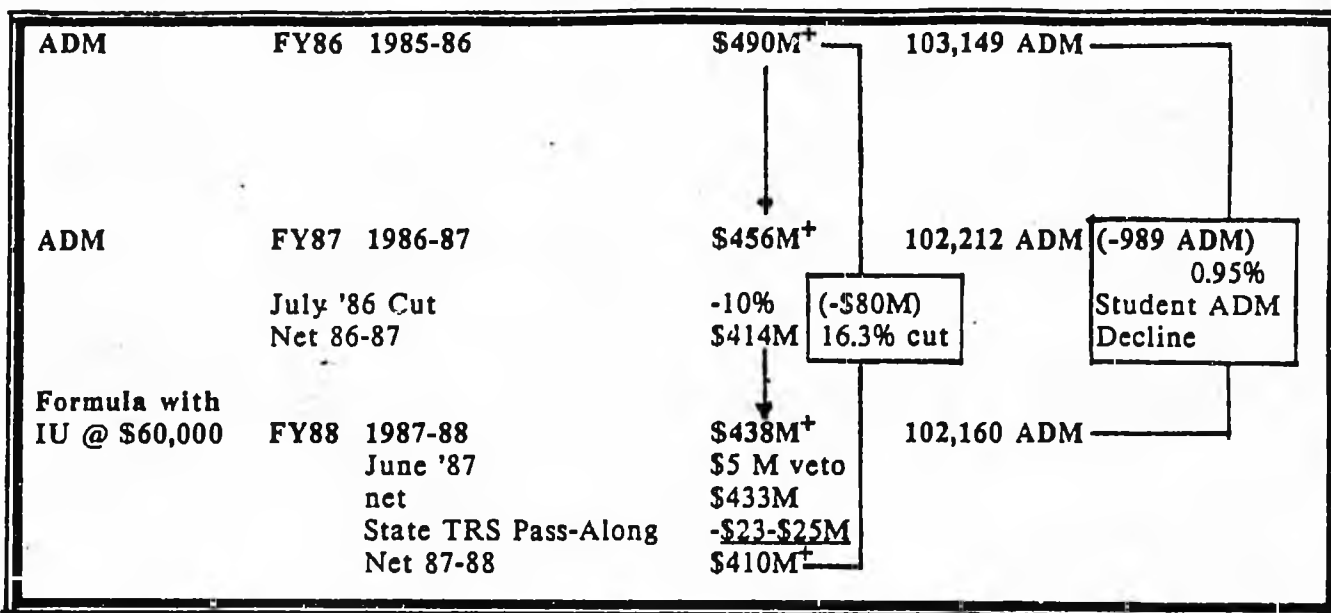 ADM FY86 1985-86 $490M+ 103,149 ADM
ADM FY87 1986-87 $456M+ 102,212 ADM (-989 ADM)
0.95%
July '86 Cut -10% (-$80M) Student ADM
Net 86-87 $414M 16.3% cut Decline
Formula with
IU @ $60,000 FY88 1987-88 $438M+ 102,160 ADM
June '87 $5 M veto
net $433M
State TRS Pass-Along -$23-$25M
Net 87-88 $410M+